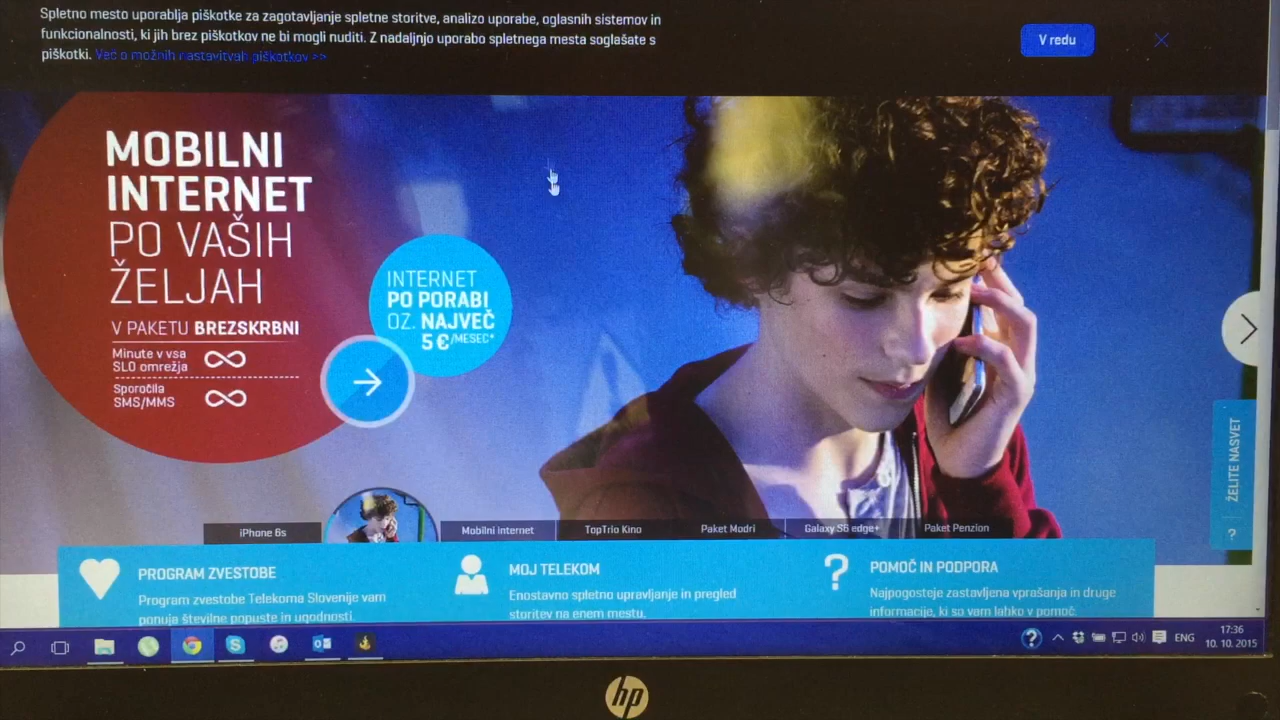 Spletno mesto uporablja piškotke za zagotavljanje spletne storitve, analizo uporabe, oglasnih sistemov in
funkcionalnosti, ki jih brez piškotkov ne bi mogli nuditi. Z nadaljnjo uporabo spletnega mesta soglašate s
piškotki. Več o možnih nastavitvah piškotkov >>
V redu
MOBILNI
INTERNET
PO VAŠIH
ŽELJAH
V PAKETU BREZSKRBNI
Minute v vsa
SLO omrežja
Sporočila
SMS/MMS
INTERNET
PO PORABI
OZ. NAJVEČ
5 €/MESEC*
ŽELITE NASVET
?
iPhone 6s
Mobilni internet
TopTrio Kino
Paket Modri
Galaxy S6 edge+
Paket Penzion
PROGRAM ZVESTOBE
Program zvestobe Telekoma Slovenije vam
ponuja številne popuste in ugodnosti.
MOJ TELEKOM
Enostavno spletno upravljanje in pregled
storitev na enem mestu.
?
POMOČ IN PODPORA
Najpogosteje zastavljena vprašanja in druge
informacije, ki so vam lahko v pomoč.
?
ENG
17:36
10. 10. 2015
hp